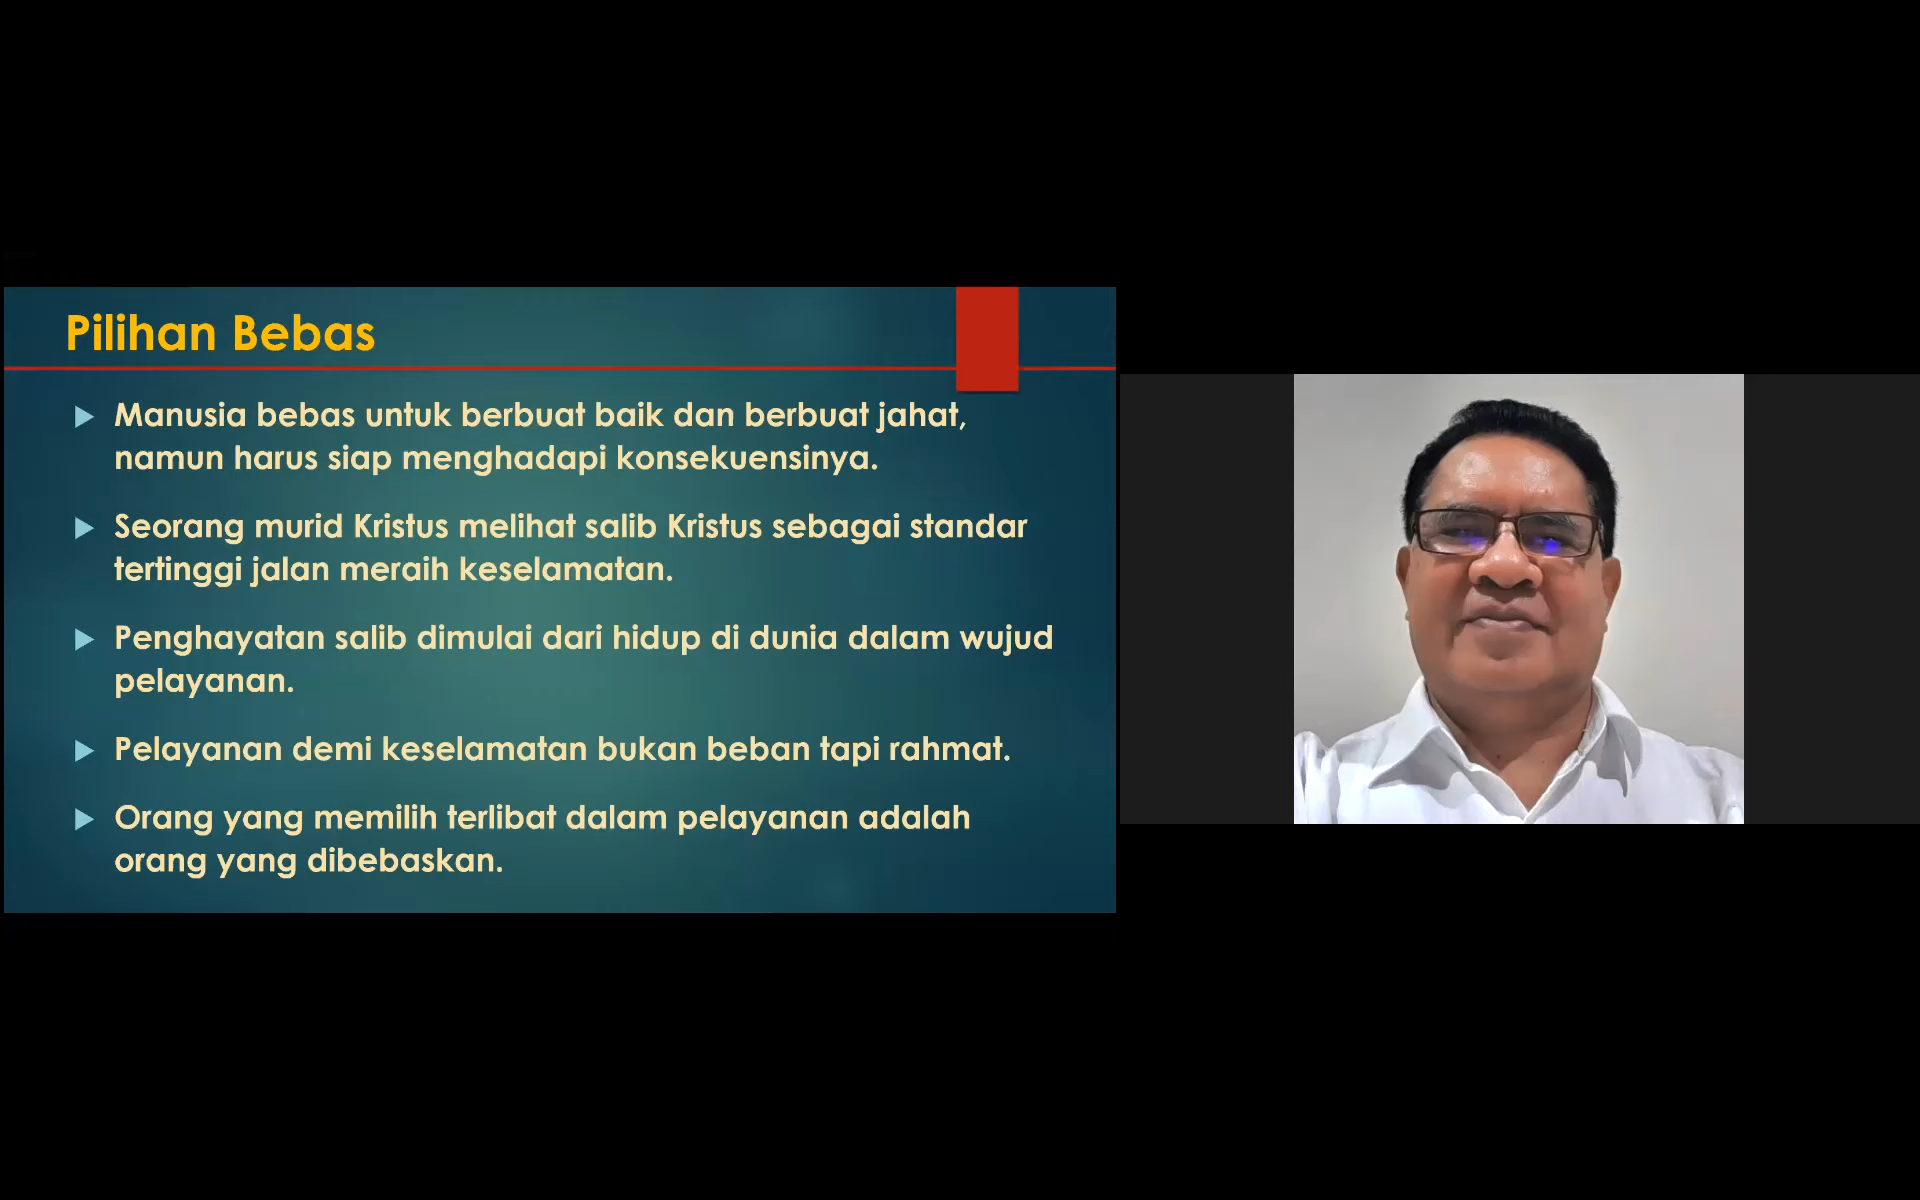 Pilihan Bebas
Manusia bebas untuk berbuat baik dan berbuat jahat,
namun harus siap menghadapi konsekuensinya.
Seorang murid Kristus melihat salib Kristus sebagai standar
tertinggi jalan meraih keselamatan.
Penghayatan salib dimulai dari hidup di dunia dalam wujud
pelayanan.
Pelayanan demi keselamatan bukan beban tapi rahmat.
Orang yang memilih terlibat dalam pelayanan adalah
orang yang dibebaskan.